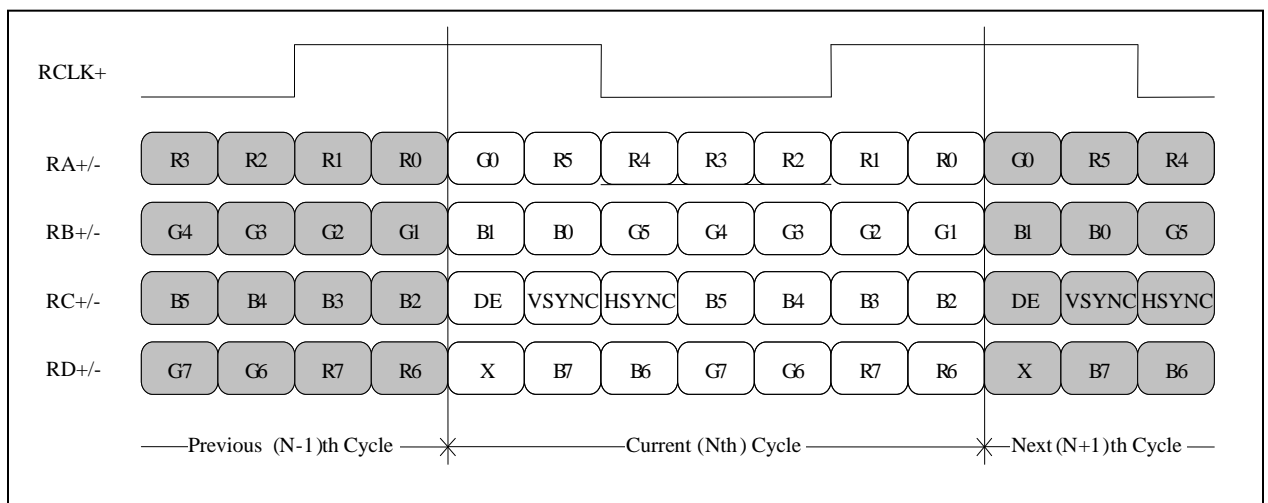 RCLK+
RA+/- R3 R2 R1 R0 G0 R5 R4 R3 R2 R1 R0 G0 R5 R4
RB+/- G4 G3 G2 G1 B1 B0 G5 G4 G3 G2 G1 B1 B0 G5
RC+/- B5 B4 B3 B2 DE VSYNC HSYNC B5 B4 B3 B2 DE VSYNC HSYNC
RD+/- G7 G6 R7 R6 X B7 B6 G7 G6 R7 R6 X B7 B6
Previous (N-1)th Cycle Current (Nth) Cycle Next (N+1)th Cycle